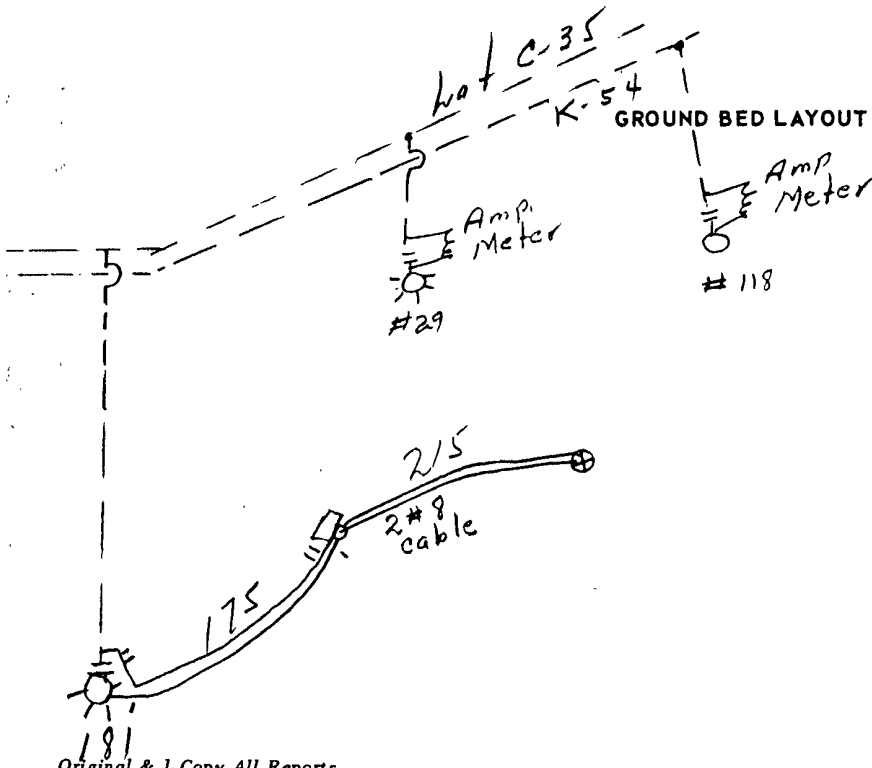 Lat C-35
K-54
GROUND BED LAYOUT
Amp.
Meter
#29
Amp
Meter
# 118
215
2 #8
cable
175
181
Original & 1 Copy All Reports